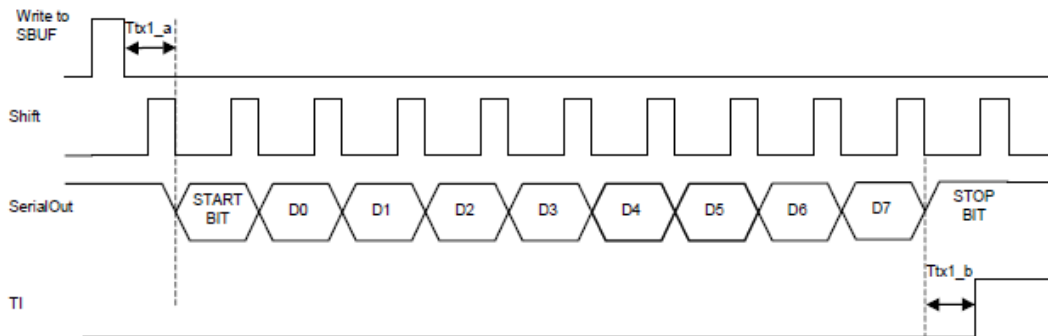 Write to
SBUF
Ttx1_a
Shift
SerialOut
START
BIT
D0
D1
D2
D3
D4
D5
D6
D7
STOP
BIT
Ttx1_b
TI